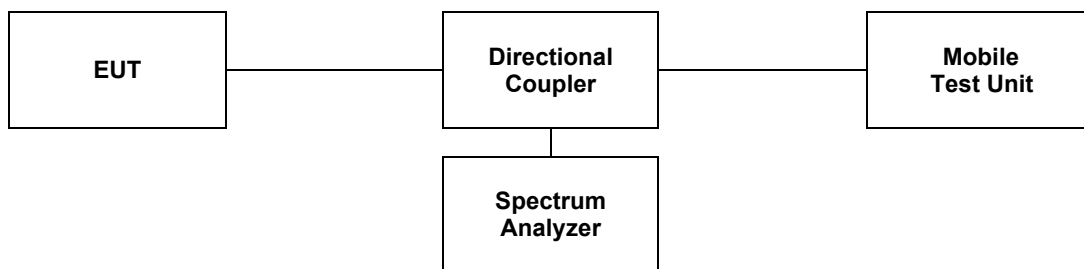 EUT
Directional
Coupler
Mobile
Test Unit
Spectrum
Analyzer